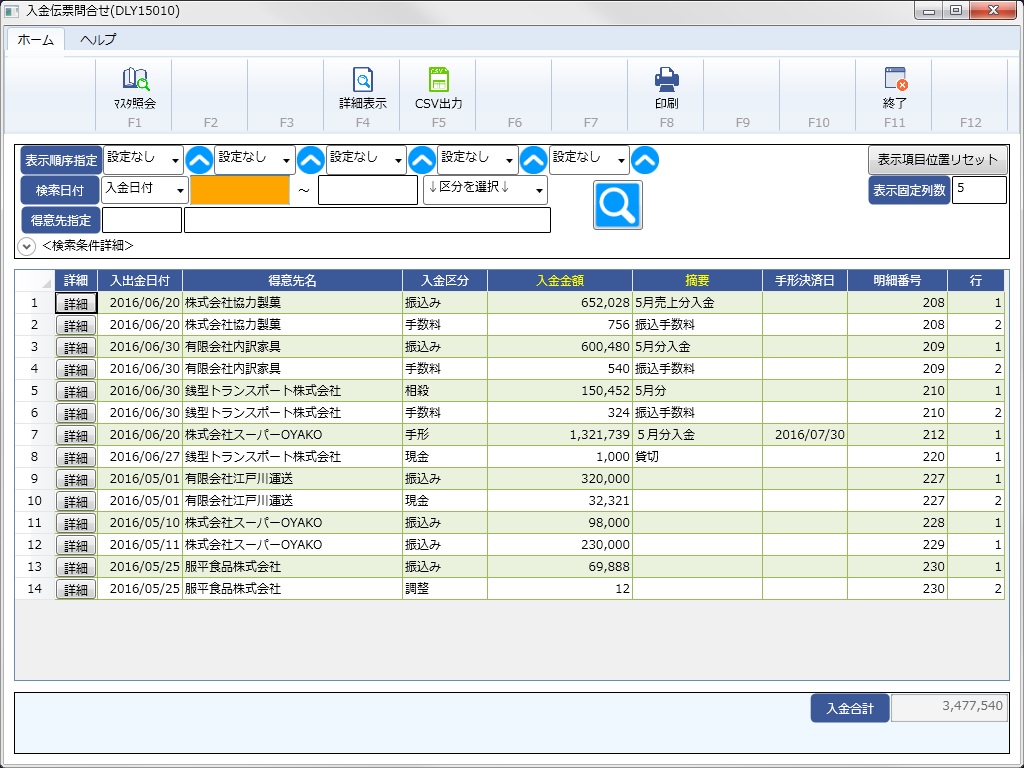 入金伝票問合せ(DLY15010)
ホーム ヘルプ
ﾏｽﾀ照会 詳細表示 CSV出力 印刷 終了
F1 F2 F3 F4 F5 F6 F7 F8 F9 F10 F11 F12
表示順序指定 設定なし 設定なし 設定なし 設定なし 設定なし 表示項目位置リセット
検索日付 入金日付 ～ ↓区分を選択↓ 表示固定列数 5
得意先指定
<検索条件詳細>
詳細 入出金日付 得意先名 入金区分 入金金額 摘要 手形決済日 明細番号 行
1 詳細 2016/06/20 株式会社協力製菓 振込み 652,028 5月売上分入金 208 1
2 詳細 2016/06/20 株式会社協力製菓 手数料 756 振込手数料 208 2
3 詳細 2016/06/30 有限会社内訳家具 振込み 600,480 5月分入金 209 1
4 詳細 2016/06/30 有限会社内訳家具 手数料 540 振込手数料 209 2
5 詳細 2016/06/30 銭型トランスポート株式会社 相殺 150,452 5月分 210 1
6 詳細 2016/06/30 銭型トランスポート株式会社 手数料 324 振込手数料 210 2
7 詳細 2016/06/20 株式会社スーパーOYAKO 手形 1,321,739 ５月分入金 2016/07/30 212 1
8 詳細 2016/06/27 銭型トランスポート株式会社 現金 1,000 貸切 220 1
9 詳細 2016/05/01 有限会社江戸川運送 振込み 320,000 227 1
10 詳細 2016/05/01 有限会社江戸川運送 現金 32,321 227 2
11 詳細 2016/05/10 株式会社スーパーOYAKO 振込み 98,000 228 1
12 詳細 2016/05/11 株式会社スーパーOYAKO 振込み 230,000 229 1
13 詳細 2016/05/25 服平食品株式会社 振込み 69,888 230 1
14 詳細 2016/05/25 服平食品株式会社 調整 12 230 2
入金合計 3,477,540